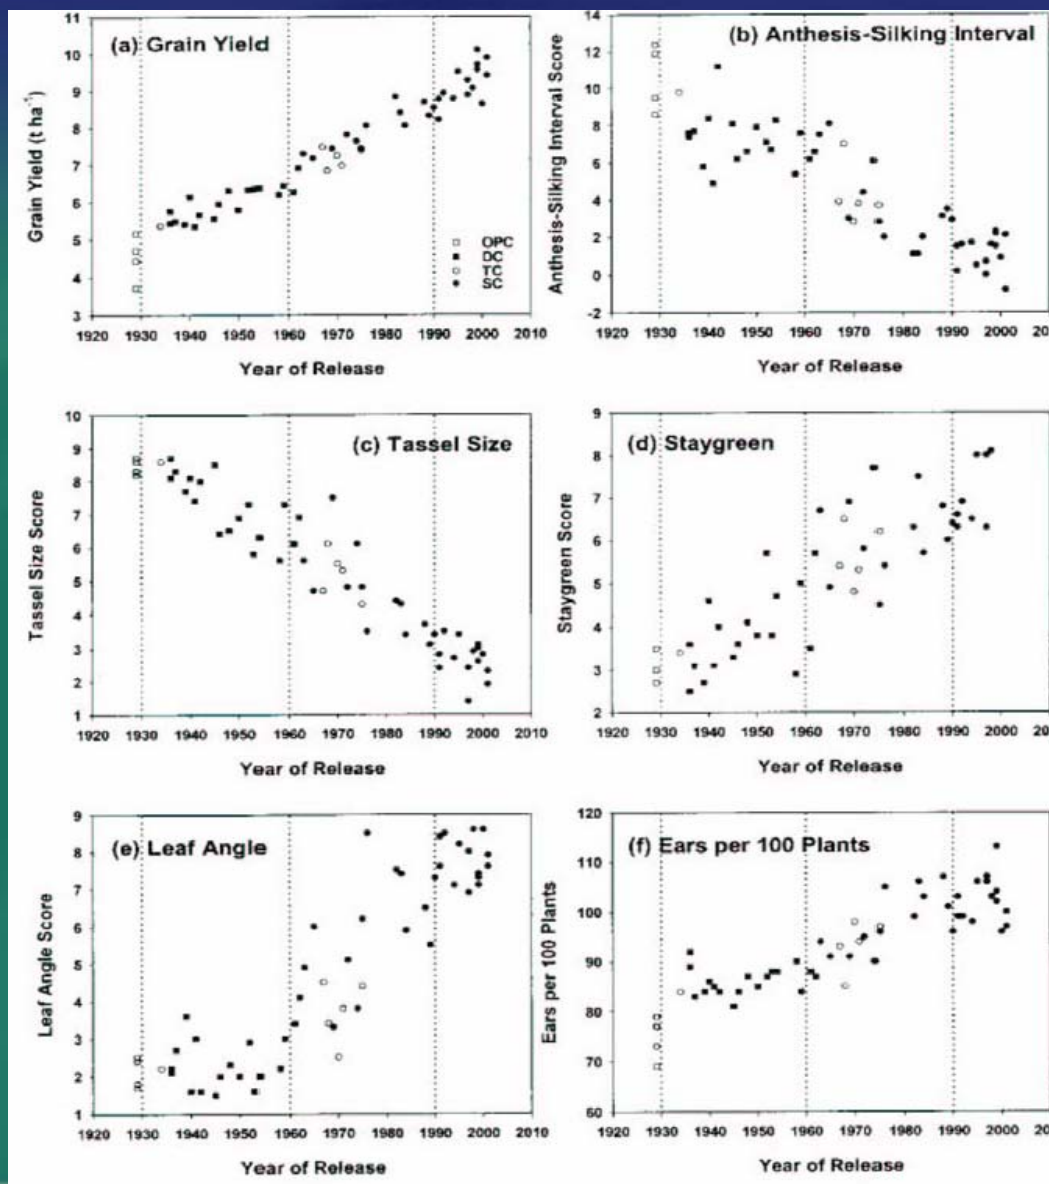 (a) Grain Yield
Grain Yield (t ha⁻¹)
11
10
9
8
7
6
5
4
3
OPC
DC
TC
SC
1920 1930 1940 1950 1960 1970 1980 1990 2000 2010
Year of Release
(b) Anthesis-Silking Interval
Anthesis-Silking Interval Score
14
12
10
8
6
4
2
0
-2
1920 1930 1940 1950 1960 1970 1980 1990 2000
Year of Release
(c) Tassel Size
Tassel Size Score
10
9
8
7
6
5
4
3
2
1
1920 1930 1940 1950 1960 1970 1980 1990 2000 2010
Year of Release
(d) Staygreen
Staygreen Score
9
8
7
6
5
4
3
2
1920 1930 1940 1950 1960 1970 1980 1990 2000
Year of Release
(e) Leaf Angle
Leaf Angle Score
9
8
7
6
5
4
3
2
1
1920 1930 1940 1950 1960 1970 1980 1990 2000 2010
Year of Release
(f) Ears per 100 Plants
Ears per 100 Plants
120
110
100
90
80
70
60
1920 1930 1940 1950 1960 1970 1980 1990 2000
Year of Release